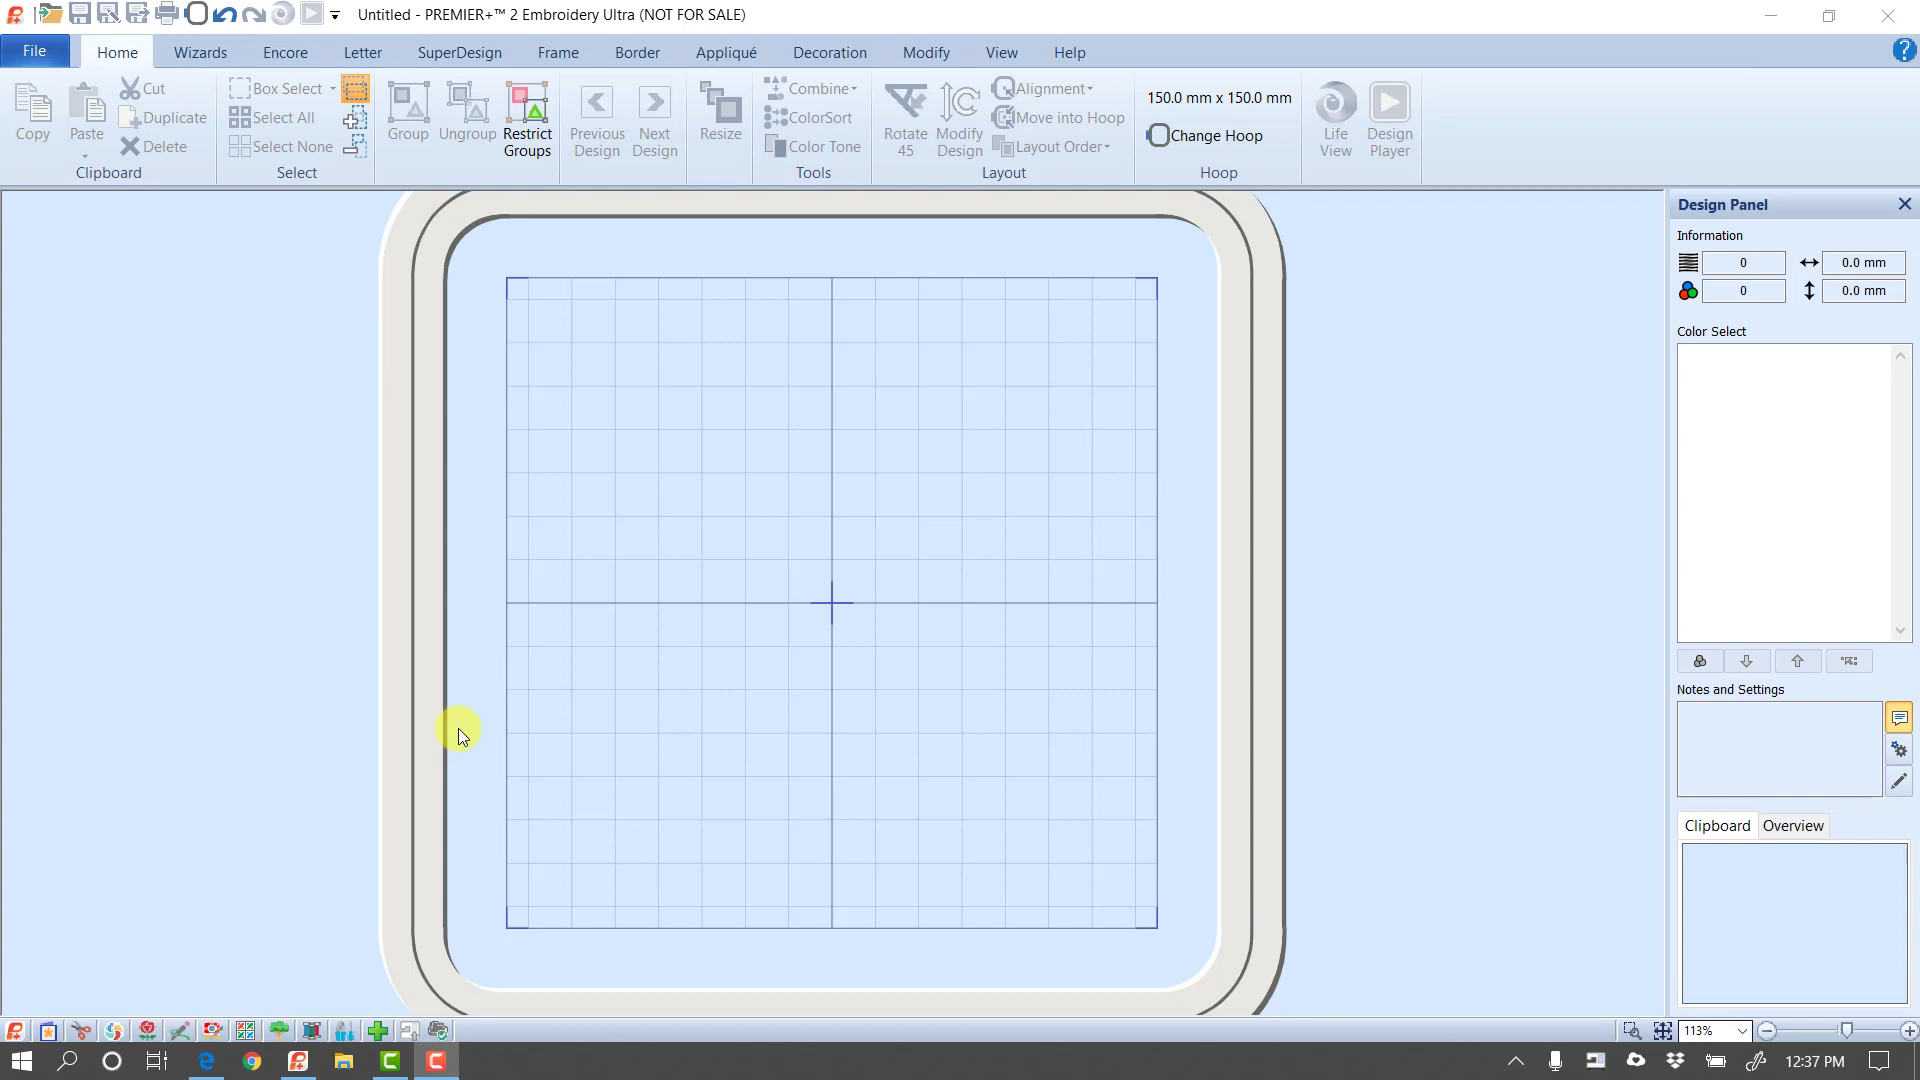 Untitled - PREMIER+™ 2 Embroidery Ultra (NOT FOR SALE)
File
Home
Wizards
Encore
Letter
SuperDesign
Frame
Border
Appliqué
Decoration
Modify
View
Help
Copy
Paste
Cut
Duplicate
Delete
Clipboard
Box Select
Select All
Select None
Select
Group
Ungroup
Restrict
Groups
Previous
Design
Next
Design
Resize
Combine
ColorSort
Color Tone
Tools
Rotate
45
Modify
Design
Alignment
Move into Hoop
Layout Order
Layout
150.0 mm x 150.0 mm
Change Hoop
Hoop
Life
View
Design
Player
Design Panel
Information
0
0.0 mm
0
0.0 mm
Color Select
Notes and Settings
Clipboard
Overview
113%
12:37 PM